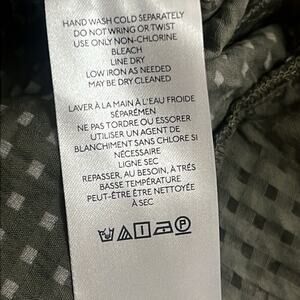 HAND WASH COLD SEPARATELY
DO NOT WRING OR TWIST
USE ONLY NON-CHLORINE
BLEACH
LINE DRY
LOW IRON AS NEEDED
MAY BE DRY CLEANED
LAVER À LA MAIN À L'EAU FROIDE
SÉPARÉMEN
NE PAS TORDRE OU ESSORER
UTILISER UN AGENT DE
BLANCHIMENT SANS CHLORE SI
NÉCESSAIRE
LIGNE SEC
REPASSER, AU BESOIN, À TRÉS
BASSE TEMPÉRATURE
PEUT-ÊTRE ÊTRE NETTOYÉE
À SEC